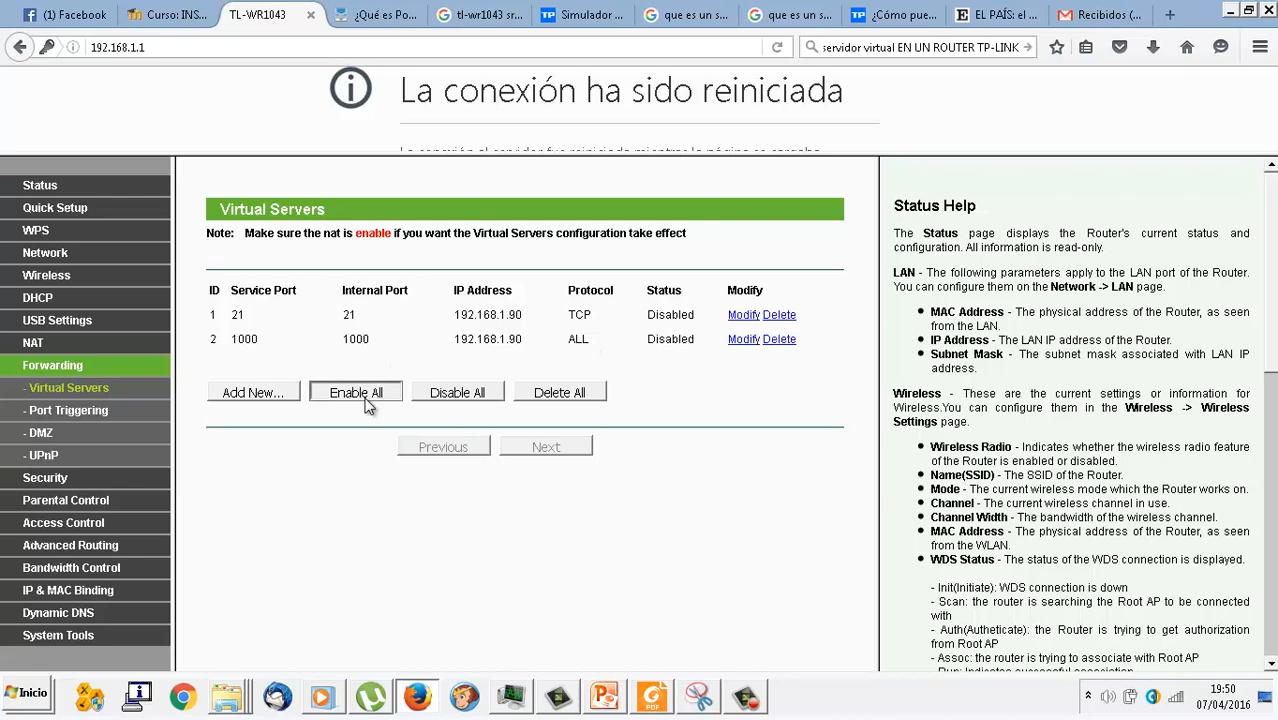 (1) Facebook
Curso: INS...
TL-WR1043
¿Qué es Po...
tl-wr1043 sr...
Simulador ...
que es un s...
que es un s...
¿Cómo pue...
EL PAÍS: el ...
Recibidos (...
192.168.1.1
servidor virtual EN UN ROUTER TP-LINK
La conexión ha sido reiniciada
Status
Quick Setup
WPS
Network
Wireless
DHCP
USB Settings
NAT
Forwarding
- Virtual Servers
- Port Triggering
- DMZ
- UPnP
Security
Parental Control
Access Control
Advanced Routing
Bandwidth Control
IP & MAC Binding
Dynamic DNS
System Tools
Virtual Servers
Note: Make sure the nat is enable if you want the Virtual Servers configuration take effect
ID Service Port Internal Port IP Address Protocol Status Modify
1 21 21 192.168.1.90 TCP Disabled Modify Delete
2 1000 1000 192.168.1.90 ALL Disabled Modify Delete
Add New... Enable All Disable All Delete All
Previous Next
Status Help
The Status page displays the Router's current status and
configuration. All information is read-only.
LAN - The following parameters apply to the LAN port of the Router.
You can configure them on the Network -> LAN page.
MAC Address - The physical address of the Router, as seen
from the LAN.
IP Address - The LAN IP address of the Router.
Subnet Mask - The subnet mask associated with LAN IP
address.
Wireless - These are the current settings or information for
Wireless.You can configure them in the Wireless -> Wireless
Settings page.
Wireless Radio - Indicates whether the wireless radio feature
of the Router is enabled or disabled.
Name(SSID) - The SSID of the Router.
Mode - The current wireless mode which the Router works on.
Channel - The current wireless channel in use.
Channel Width - The bandwidth of the wireless channel.
MAC Address - The physical address of the Router, as seen
from the WLAN.
WDS Status - The status of the WDS connection is displayed.
- Init(Initiate): WDS connection is down
- Scan: the router is searching the Root AP to be connected
with
- Auth(Autheticate): the Router is trying to get authorization
from Root AP
- Assoc: the router is trying to associate with Root AP
Inicio
19:50
07/04/2016